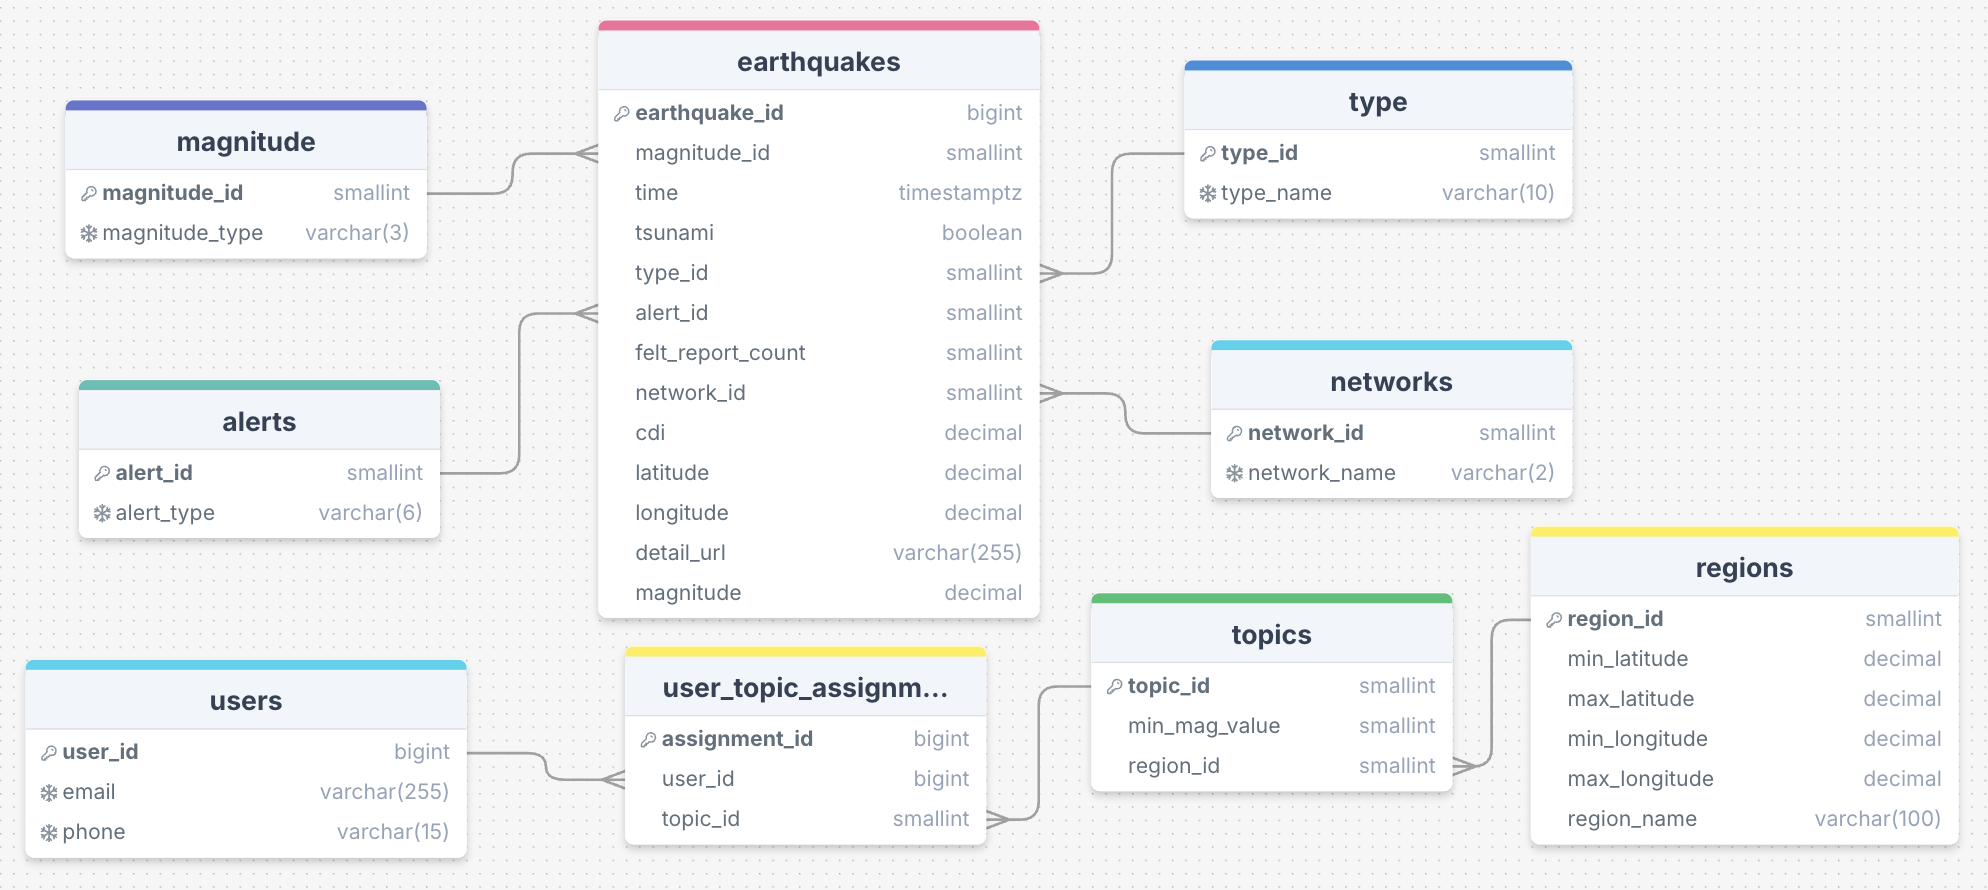 earthquakes
earthquake_id bigint
magnitude_id smallint
time timestamptz
tsunami boolean
type_id smallint
alert_id smallint
felt_report_count smallint
network_id smallint
cdi decimal
latitude decimal
longitude decimal
detail_url varchar(255)
magnitude decimal
magnitude
magnitude_id smallint
magnitude_type varchar(3)
type
type_id smallint
type_name varchar(10)
alerts
alert_id smallint
alert_type varchar(6)
networks
network_id smallint
network_name varchar(2)
regions
region_id smallint
min_latitude decimal
max_latitude decimal
min_longitude decimal
max_longitude decimal
region_name varchar(100)
topics
topic_id smallint
min_mag_value smallint
region_id smallint
user_topic_assignm...
assignment_id bigint
user_id bigint
topic_id smallint
users
user_id bigint
email varchar(255)
phone varchar(15)